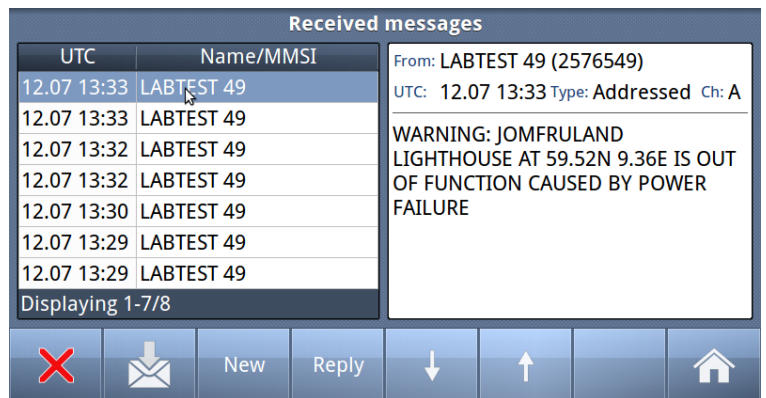 Received messages
UTC Name/MMSI
12.07 13:33 LABTEST 49
12.07 13:33 LABTEST 49
12.07 13:32 LABTEST 49
12.07 13:32 LABTEST 49
12.07 13:30 LABTEST 49
12.07 13:29 LABTEST 49
12.07 13:29 LABTEST 49
Displaying 1-7/8
From: LABTEST 49 (2576549)
UTC: 12.07 13:33 Type: Addressed Ch: A
WARNING: JOMFRULAND
LIGHTHOUSE AT 59.52N 9.36E IS OUT
OF FUNCTION CAUSED BY POWER
FAILURE
New Reply